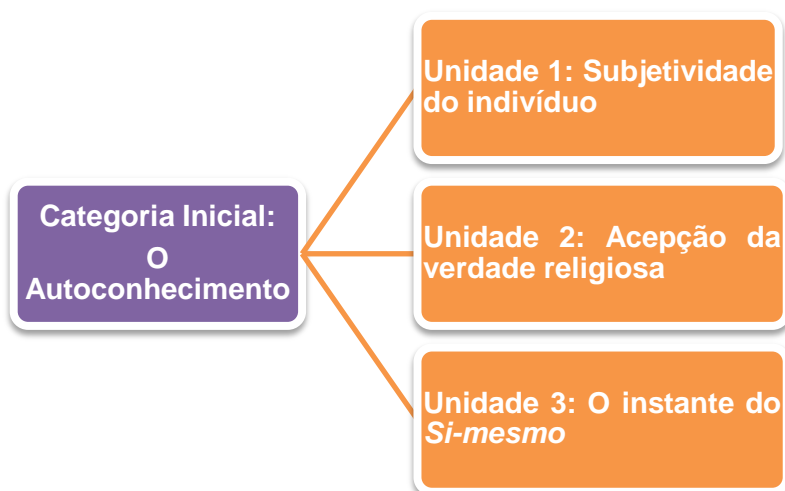 Unidade 1: Subjetividade
do indivíduo
Categoria Inicial:
O
Autoconhecimento
Unidade 2: Acepção da
verdade religiosa
Unidade 3: O instante do
Si-mesmo